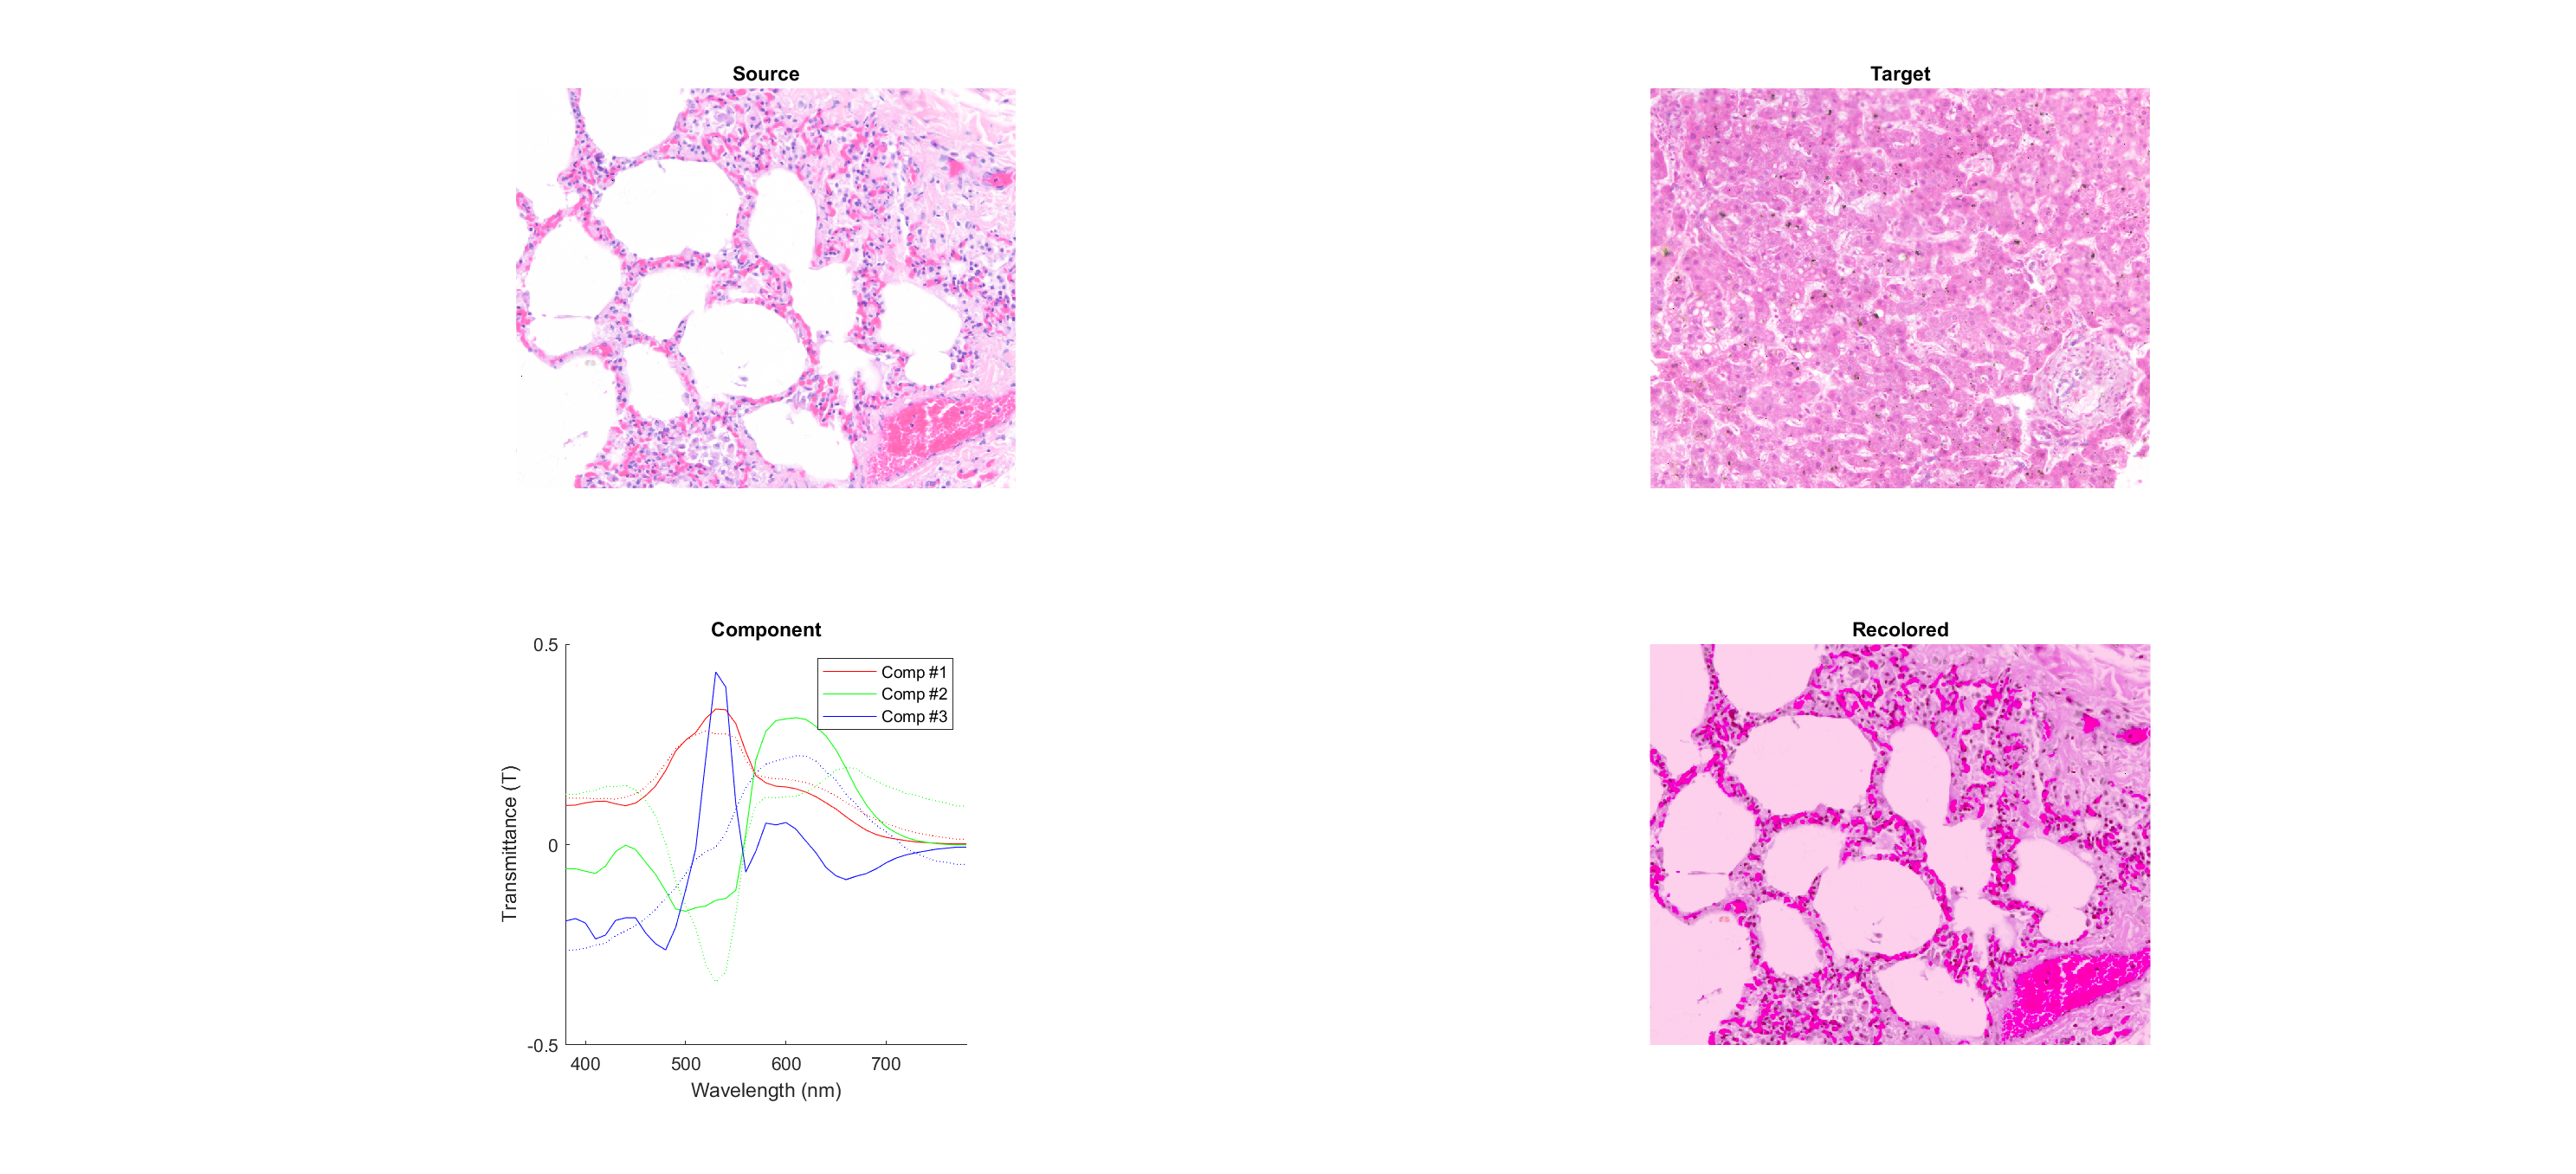 Source
Target
Component
0.5
0
-0.5
Transmittance (T)
400 500 600 700
Wavelength (nm)
Comp #1
Comp #2
Comp #3
Recolored